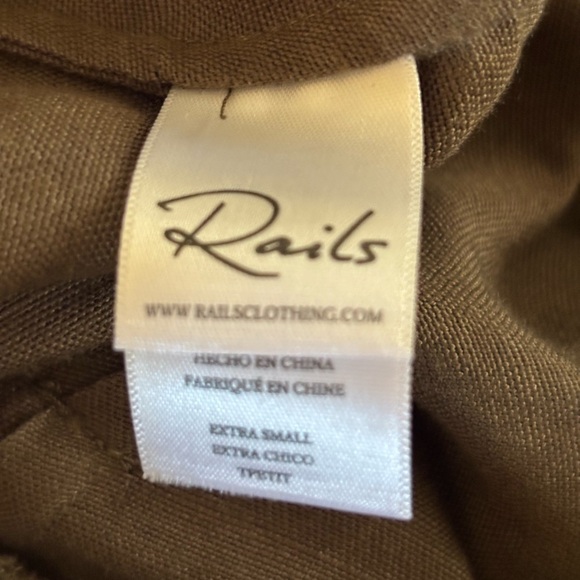 Rails
WWW.RAILSCLOTHING.COM
HECHO EN CHINA
FABRIQUÉ EN CHINE
EXTRA SMALL
EXTRA CHICO
TPETIT